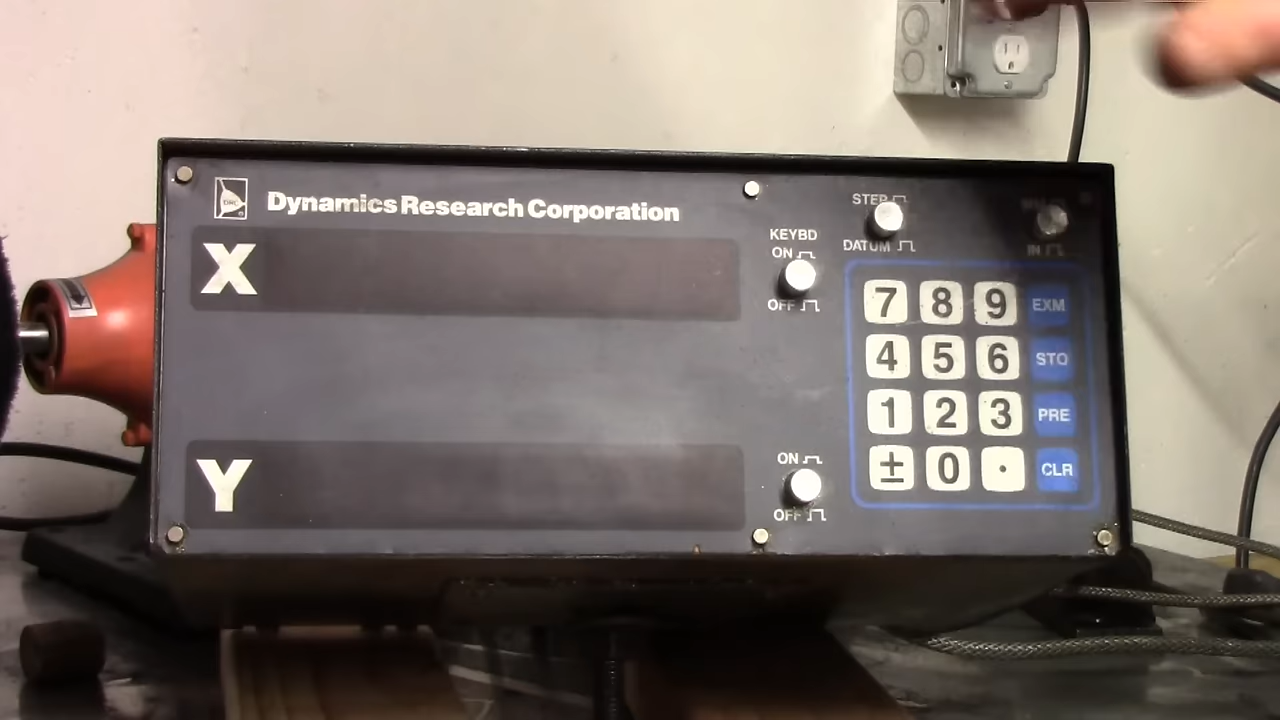 DRC
Dynamics Research Corporation
X
Y
KEYBD
ON
OFF
ON
OFF
STEP
DATUM
IN
7 8 9 EXM
4 5 6 STO
1 2 3 PRE
± 0 . CLR